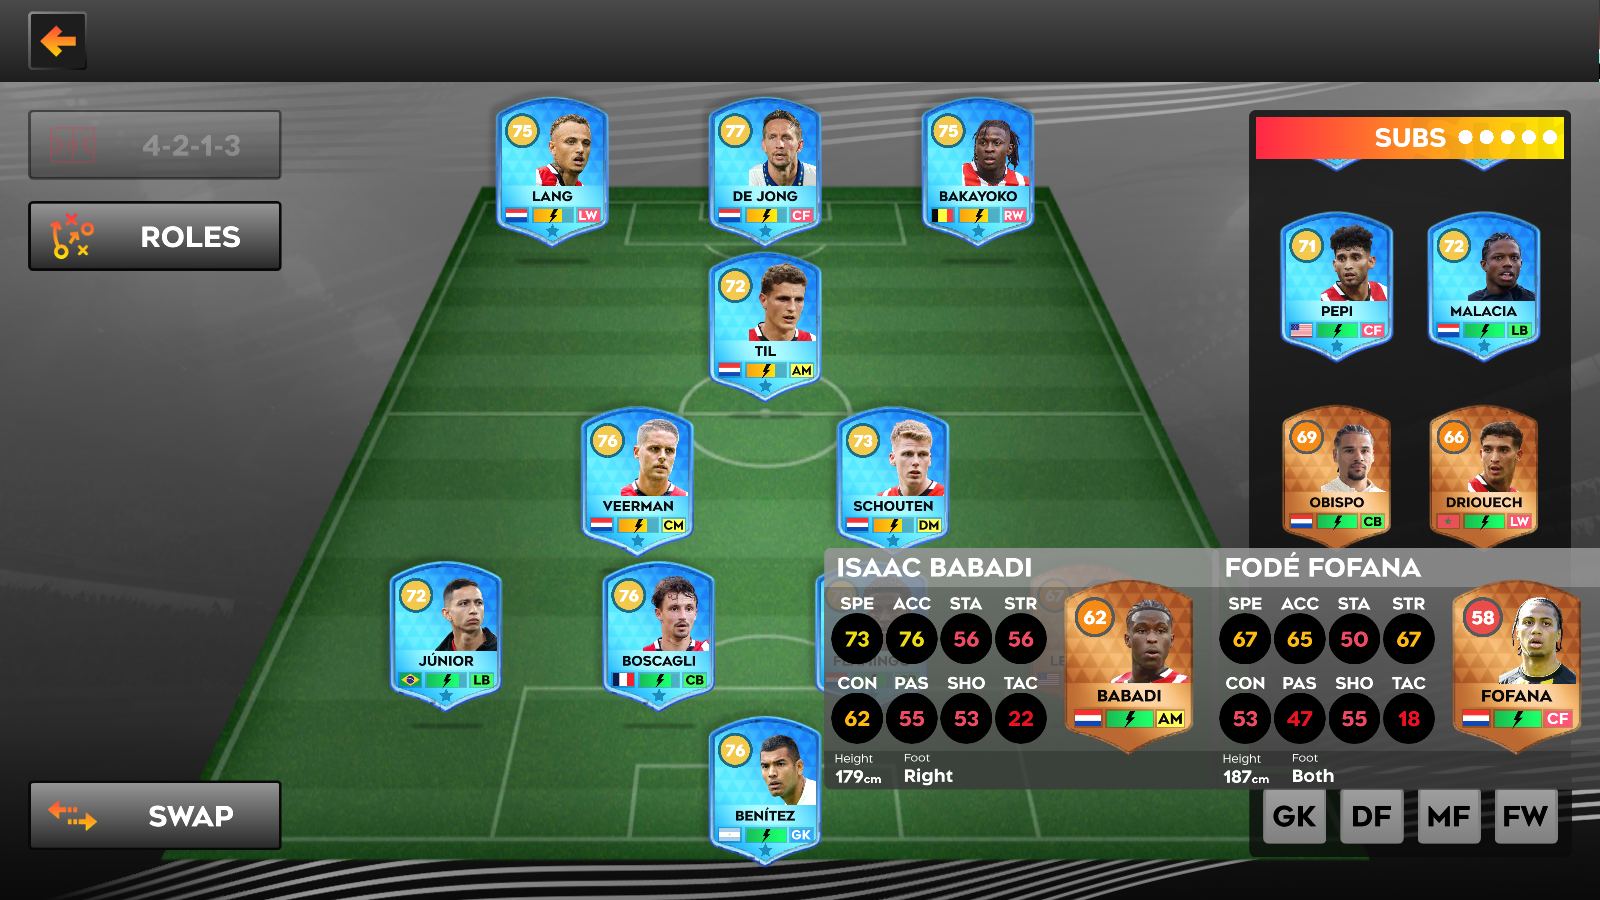 4-2-1-3
ROLES
SWAP
75
LANG
LW
77
DE JONG
CF
75
BAKAYOKO
RW
72
TIL
AM
76
VEERMAN
CM
73
SCHOUTEN
DM
72
JÚNIOR
LB
76
BOSCAGLI
CB
FLAMINGO
67
76
BENÍTEZ
GK
SUBS
71
PEPI
CF
72
MALACIA
LB
69
OBISPO
CB
66
DRIOUECH
LW
ISAAC BABADI
SPE ACC STA STR
73 76 56 56
CON PAS SHO TAC
62 55 53 22
Height Foot
179cm Right
62
BABADI
AM
FODÉ FOFANA
SPE ACC STA STR
67 65 50 67
CON PAS SHO TAC
53 47 55 18
Height Foot
187cm Both
58
FOFANA
CF
GK DF MF FW